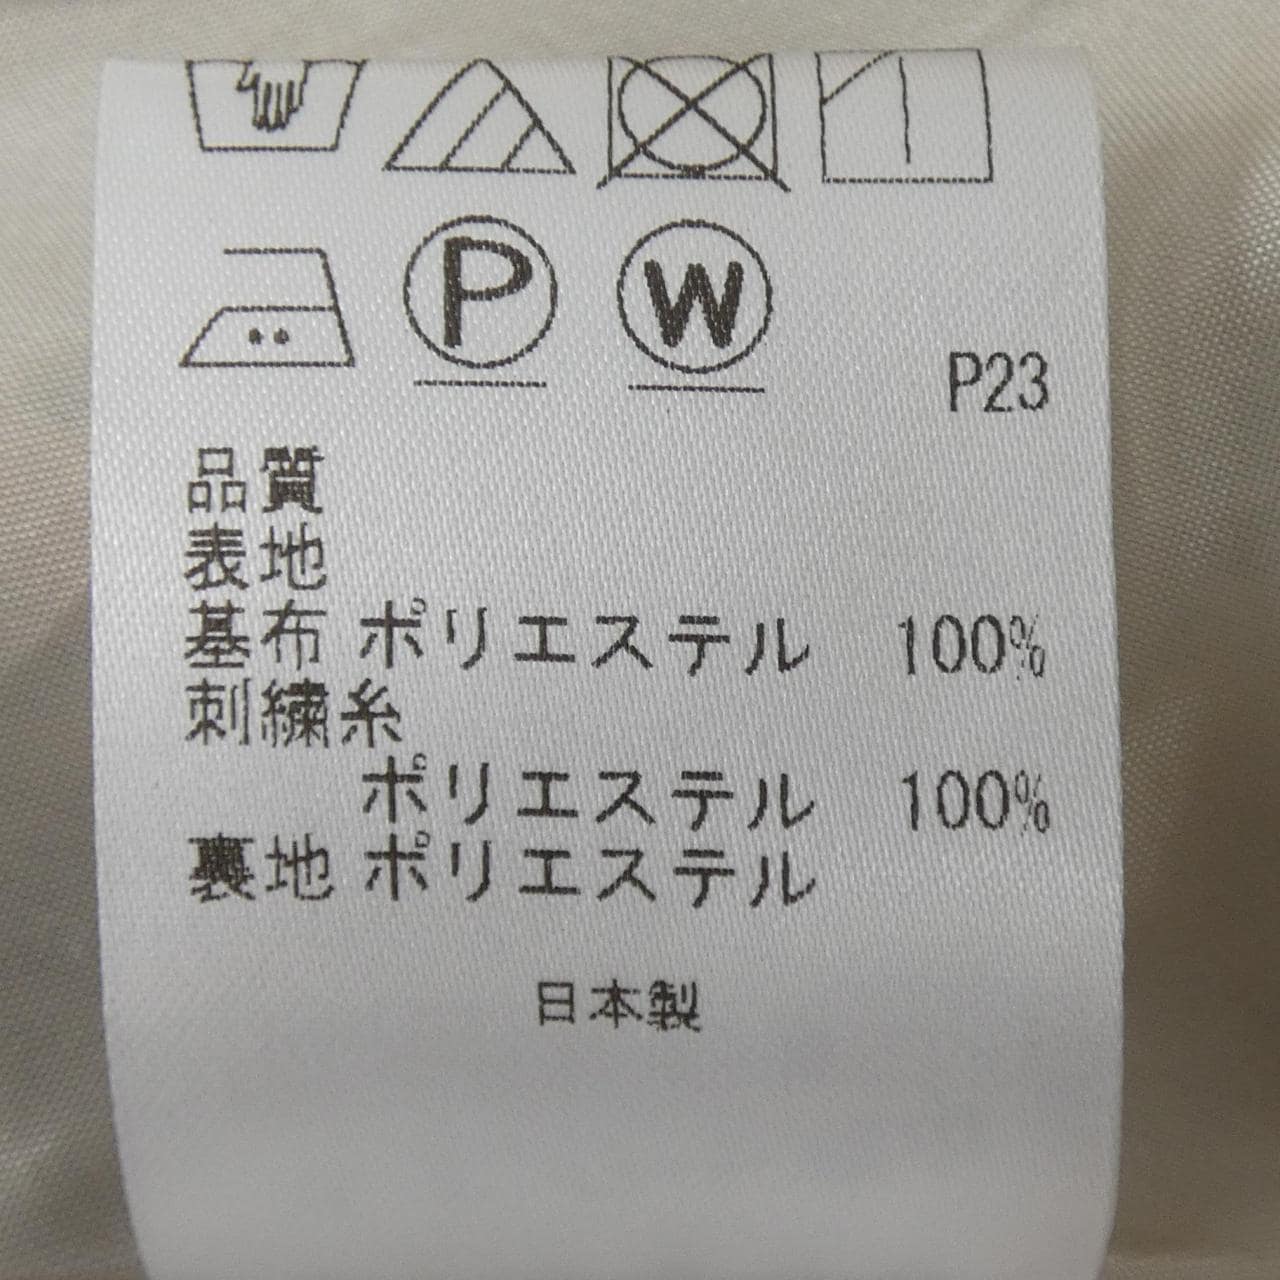 P
W
P23
品質
表地
基布 ポリエステル 100%
刺繍糸
ポリエステル 100%
裏地 ポリエステル
日本製